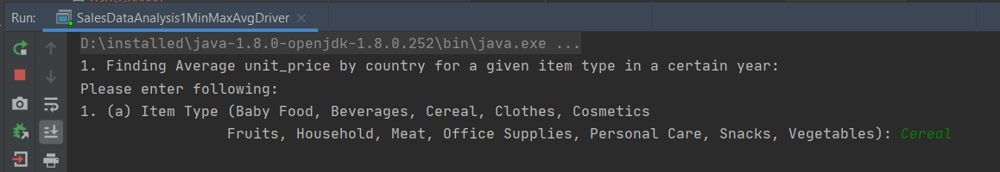 Run: SalesDataAnalysis1MinMaxAvgDriver
D:\installed\java-1.8.0-openjdk-1.8.0.252\bin\java.exe ...
1. Finding Average unit_price by country for a given item type in a certain year:
Please enter following:
1. (a) Item Type (Baby Food, Beverages, Cereal, Clothes, Cosmetics
Fruits, Household, Meat, Office Supplies, Personal Care, Snacks, Vegetables): Cereal